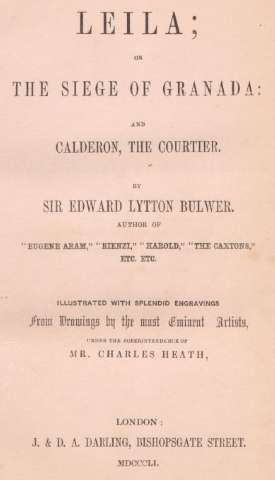 LEILA;
OR
THE SIEGE OF GRANADA:
AND
CALDERON, THE COURTIER.
BY
SIR EDWARD LYTTON BULWER.
AUTHOR OF
"EUGENE ARAM," "RIENZI," "HAROLD," "THE CAXTONS,"
ETC. ETC.
ILLUSTRATED WITH SPLENDID ENGRAVINGS
From Drawings by the most Eminent Artists,
UNDER THE SUPERINTENDENCE OF
MR. CHARLES HEATH,
LONDON:
J. & D. A. DARLING, BISHOPSGATE STREET.
MDCCCLI.